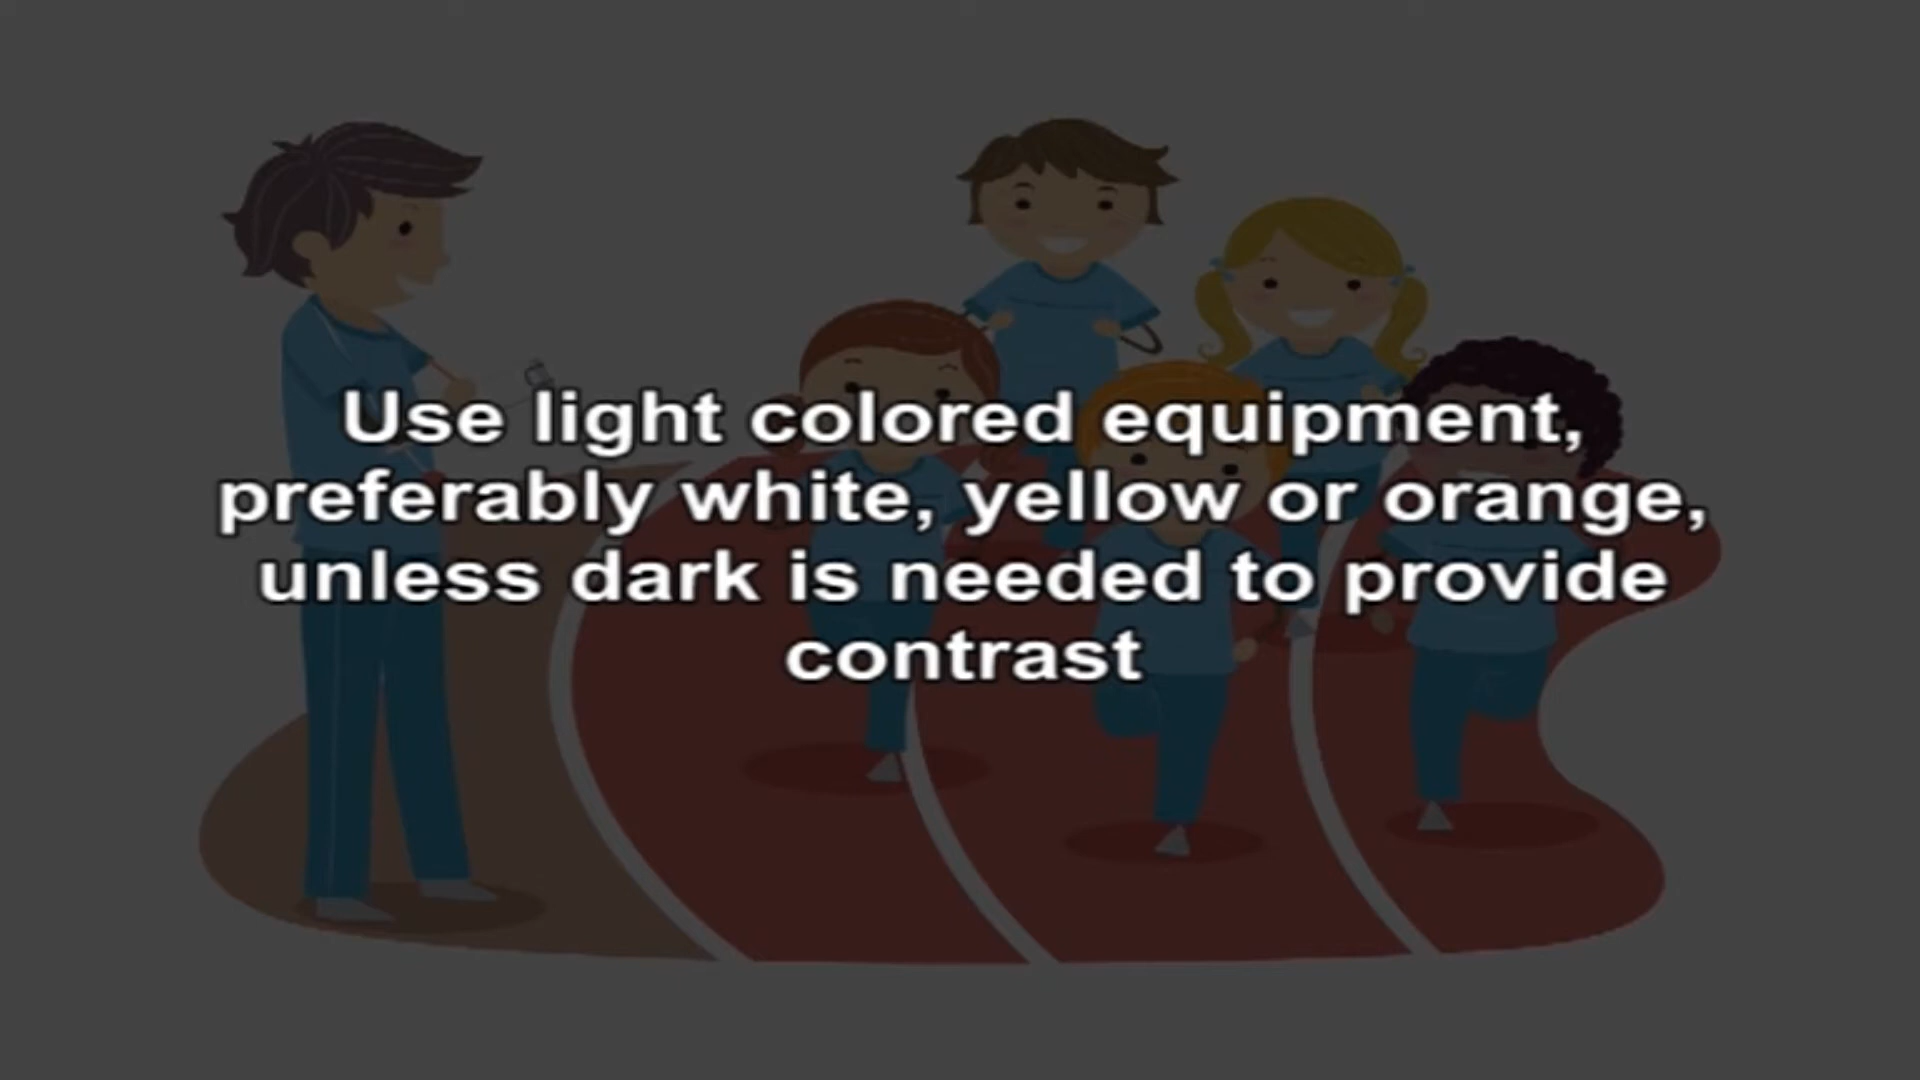 Use light colored equipment,
preferably white, yellow or orange,
unless dark is needed to provide
contrast